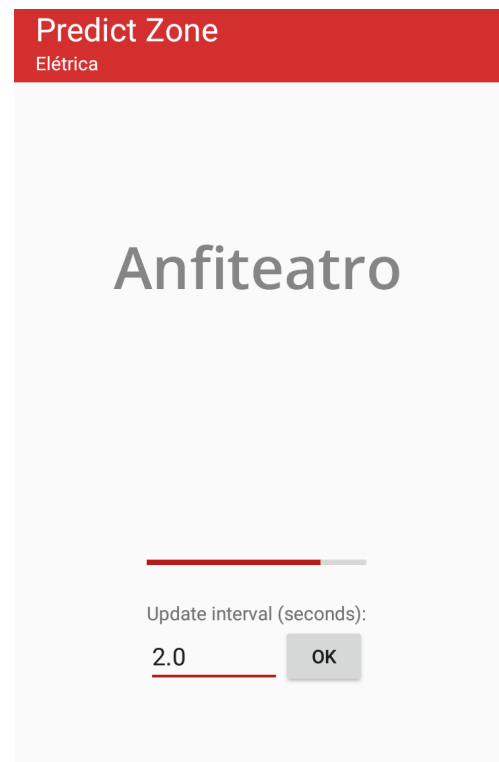 Predict Zone
Elétrica
Anfiteatro
Update interval (seconds):
2.0 OK